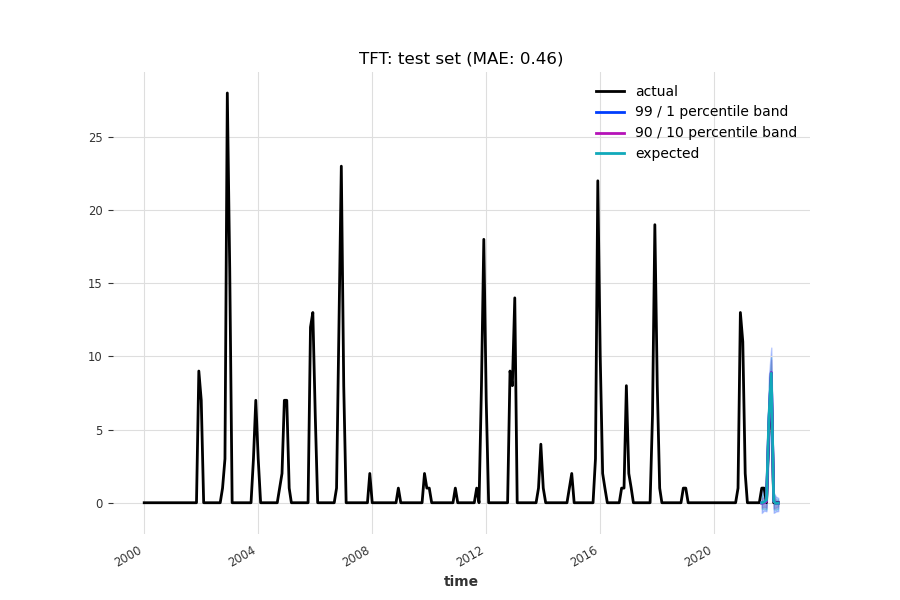 TFT: test set (MAE: 0.46)
actual
99 / 1 percentile band
90 / 10 percentile band
expected
25
20
15
10
5
0
2000
2004
2008
2012
2016
2020
time